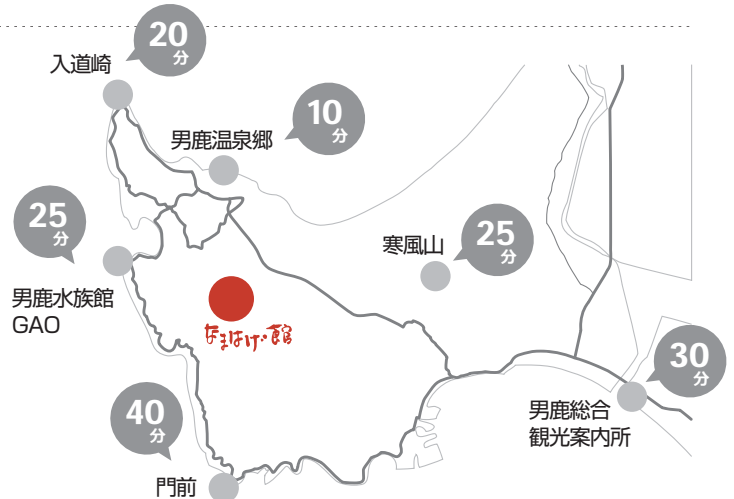 20
分
入道崎
10
分
男鹿温泉郷
25
分
寒風山
25
分
男鹿水族館
GAO
なまはげ館
30
分
男鹿総合
観光案内所
40
分
門前